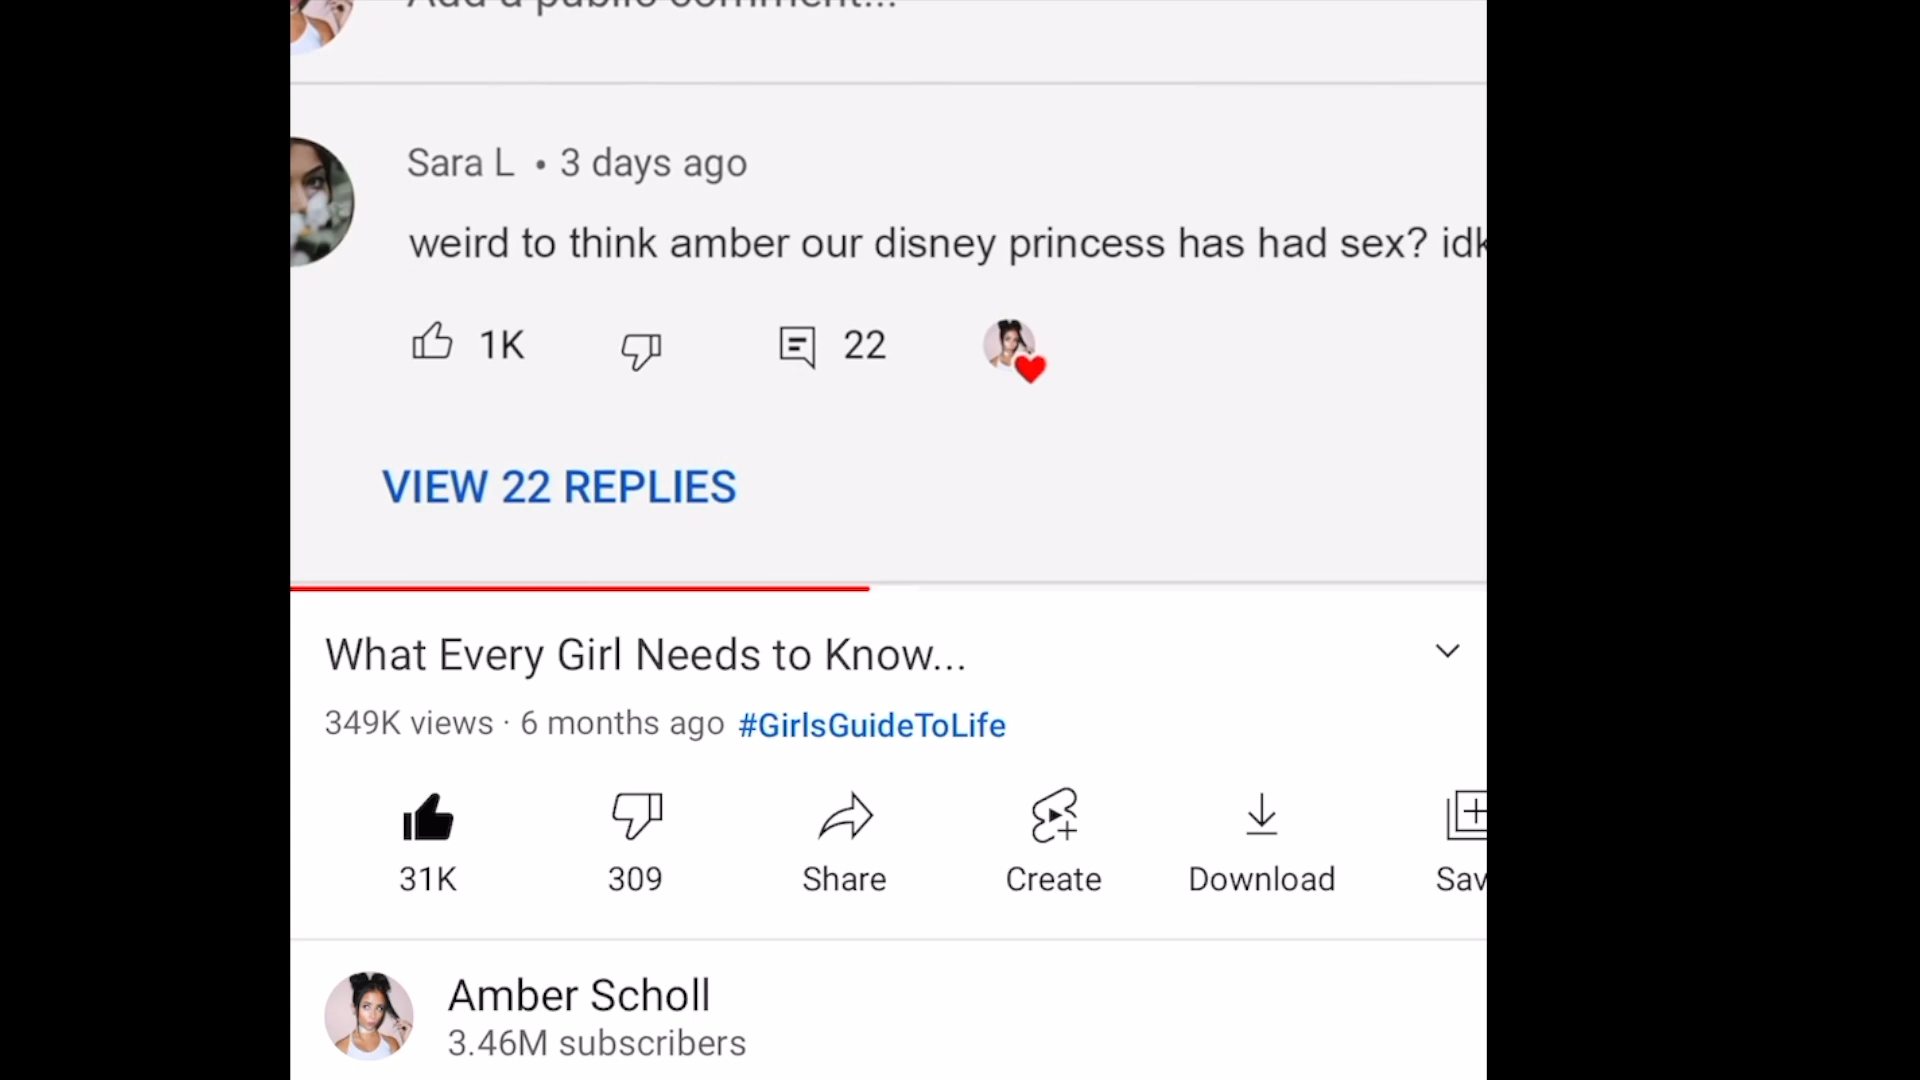 Add a public comment...
Sara L • 3 days ago
weird to think amber our disney princess has had sex? idk
1K
22
VIEW 22 REPLIES
What Every Girl Needs to Know...
349K views · 6 months ago #GirlsGuideToLife
31K
309
Share
Create
Download
Sav
Amber Scholl
3.46M subscribers